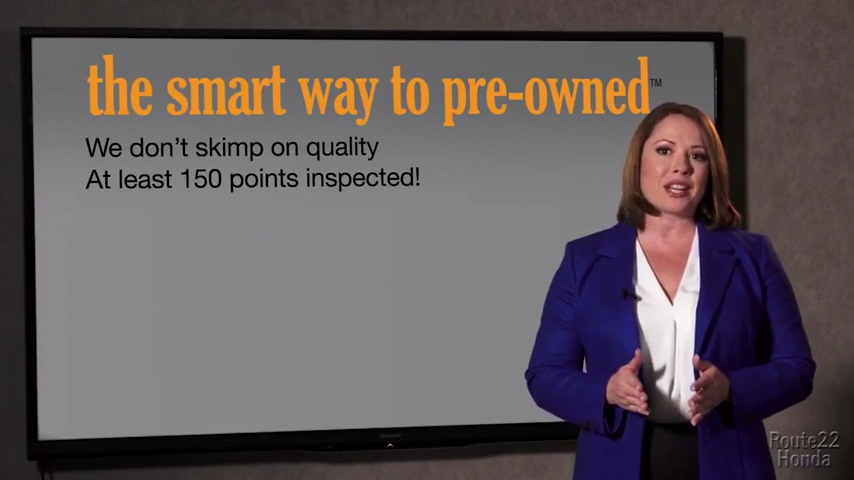 the smart way to pre-owned™
We don't skimp on quality
At least 150 points inspected!
Route22
Honda